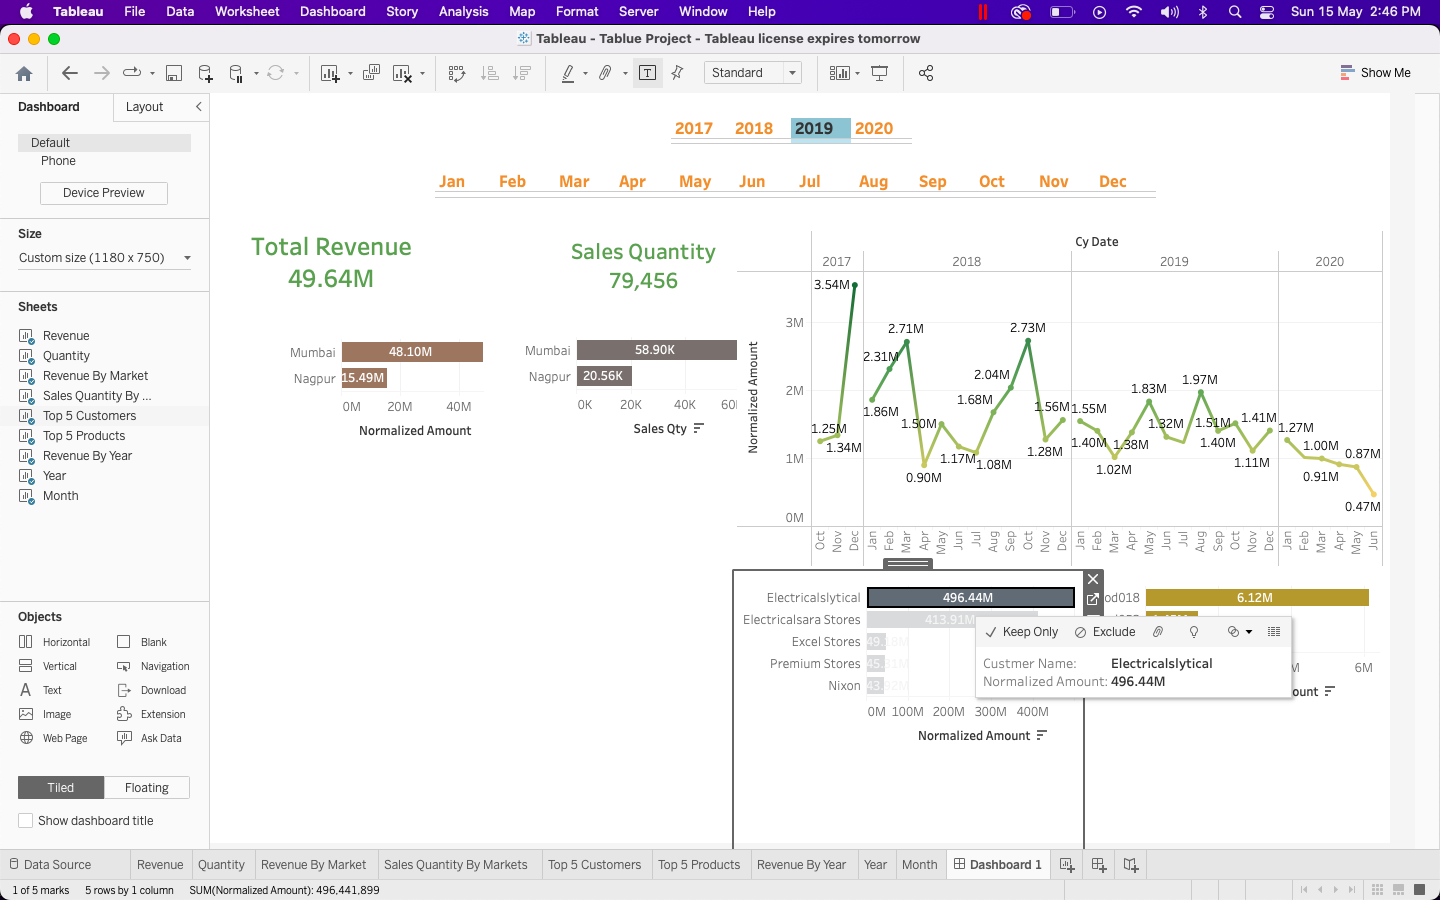 Tableau File Data Worksheet Dashboard Story Analysis Map Format Server Window Help Sun 15 May 2:46 PM
Tableau - Tablue Project - Tableau license expires tomorrow
Standard Show Me
Dashboard Layout
Default
Phone
Device Preview
Size
Custom size (1180 x 750)
Sheets
Revenue
Quantity
Revenue By Market
Sales Quantity By ...
Top 5 Customers
Top 5 Products
Revenue By Year
Year
Month
Objects
Horizontal Blank
Vertical Navigation
Text Download
Image Extension
Web Page Ask Data
Tiled Floating
Show dashboard title
2017 2018 2019 2020
Jan Feb Mar Apr May Jun Jul Aug Sep Oct Nov Dec
Total Revenue
49.64M
Mumbai 48.10M
Nagpur 15.49M
0M 20M 40M
Normalized Amount
Sales Quantity
79,456
Mumbai 58.90K
Nagpur 20.56K
0K 20K 40K 60
Sales Qty
Cy Date
2017 2018 2019 2020
Normalized Amount
3M
2M
1M
0M
3.54M
1.25M
1.34M
1.86M
2.31M
2.71M
0.90M
1.50M
1.17M
1.08M
1.68M
2.04M
2.73M
1.28M
1.56M
1.55M
1.40M
1.02M
1.38M
1.83M
1.32M
1.97M
1.40M
1.51M
1.11M
1.41M
1.27M
1.00M
0.91M
0.87M
0.47M
Oct Nov Dec Jan Feb Mar Apr May Jun Jul Aug Sep Oct Nov Dec Jan Feb Mar Apr May Jun Jul Aug Sep Oct Nov Dec Jan Feb Mar Apr May Jun
Electricalslytical 496.44M
Electricalsara Stores 413.91M
Excel Stores
Premium Stores
Nixon
0M 100M 200M 300M 400M
Normalized Amount
od018 6.12M
6M
ount
Keep Only Exclude
Custmer Name: Electricalslytical
Normalized Amount: 496.44M
Data Source Revenue Quantity Revenue By Market Sales Quantity By Markets Top 5 Customers Top 5 Products Revenue By Year Year Month Dashboard 1
1 of 5 marks 5 rows by 1 column SUM(Normalized Amount): 496,441,899